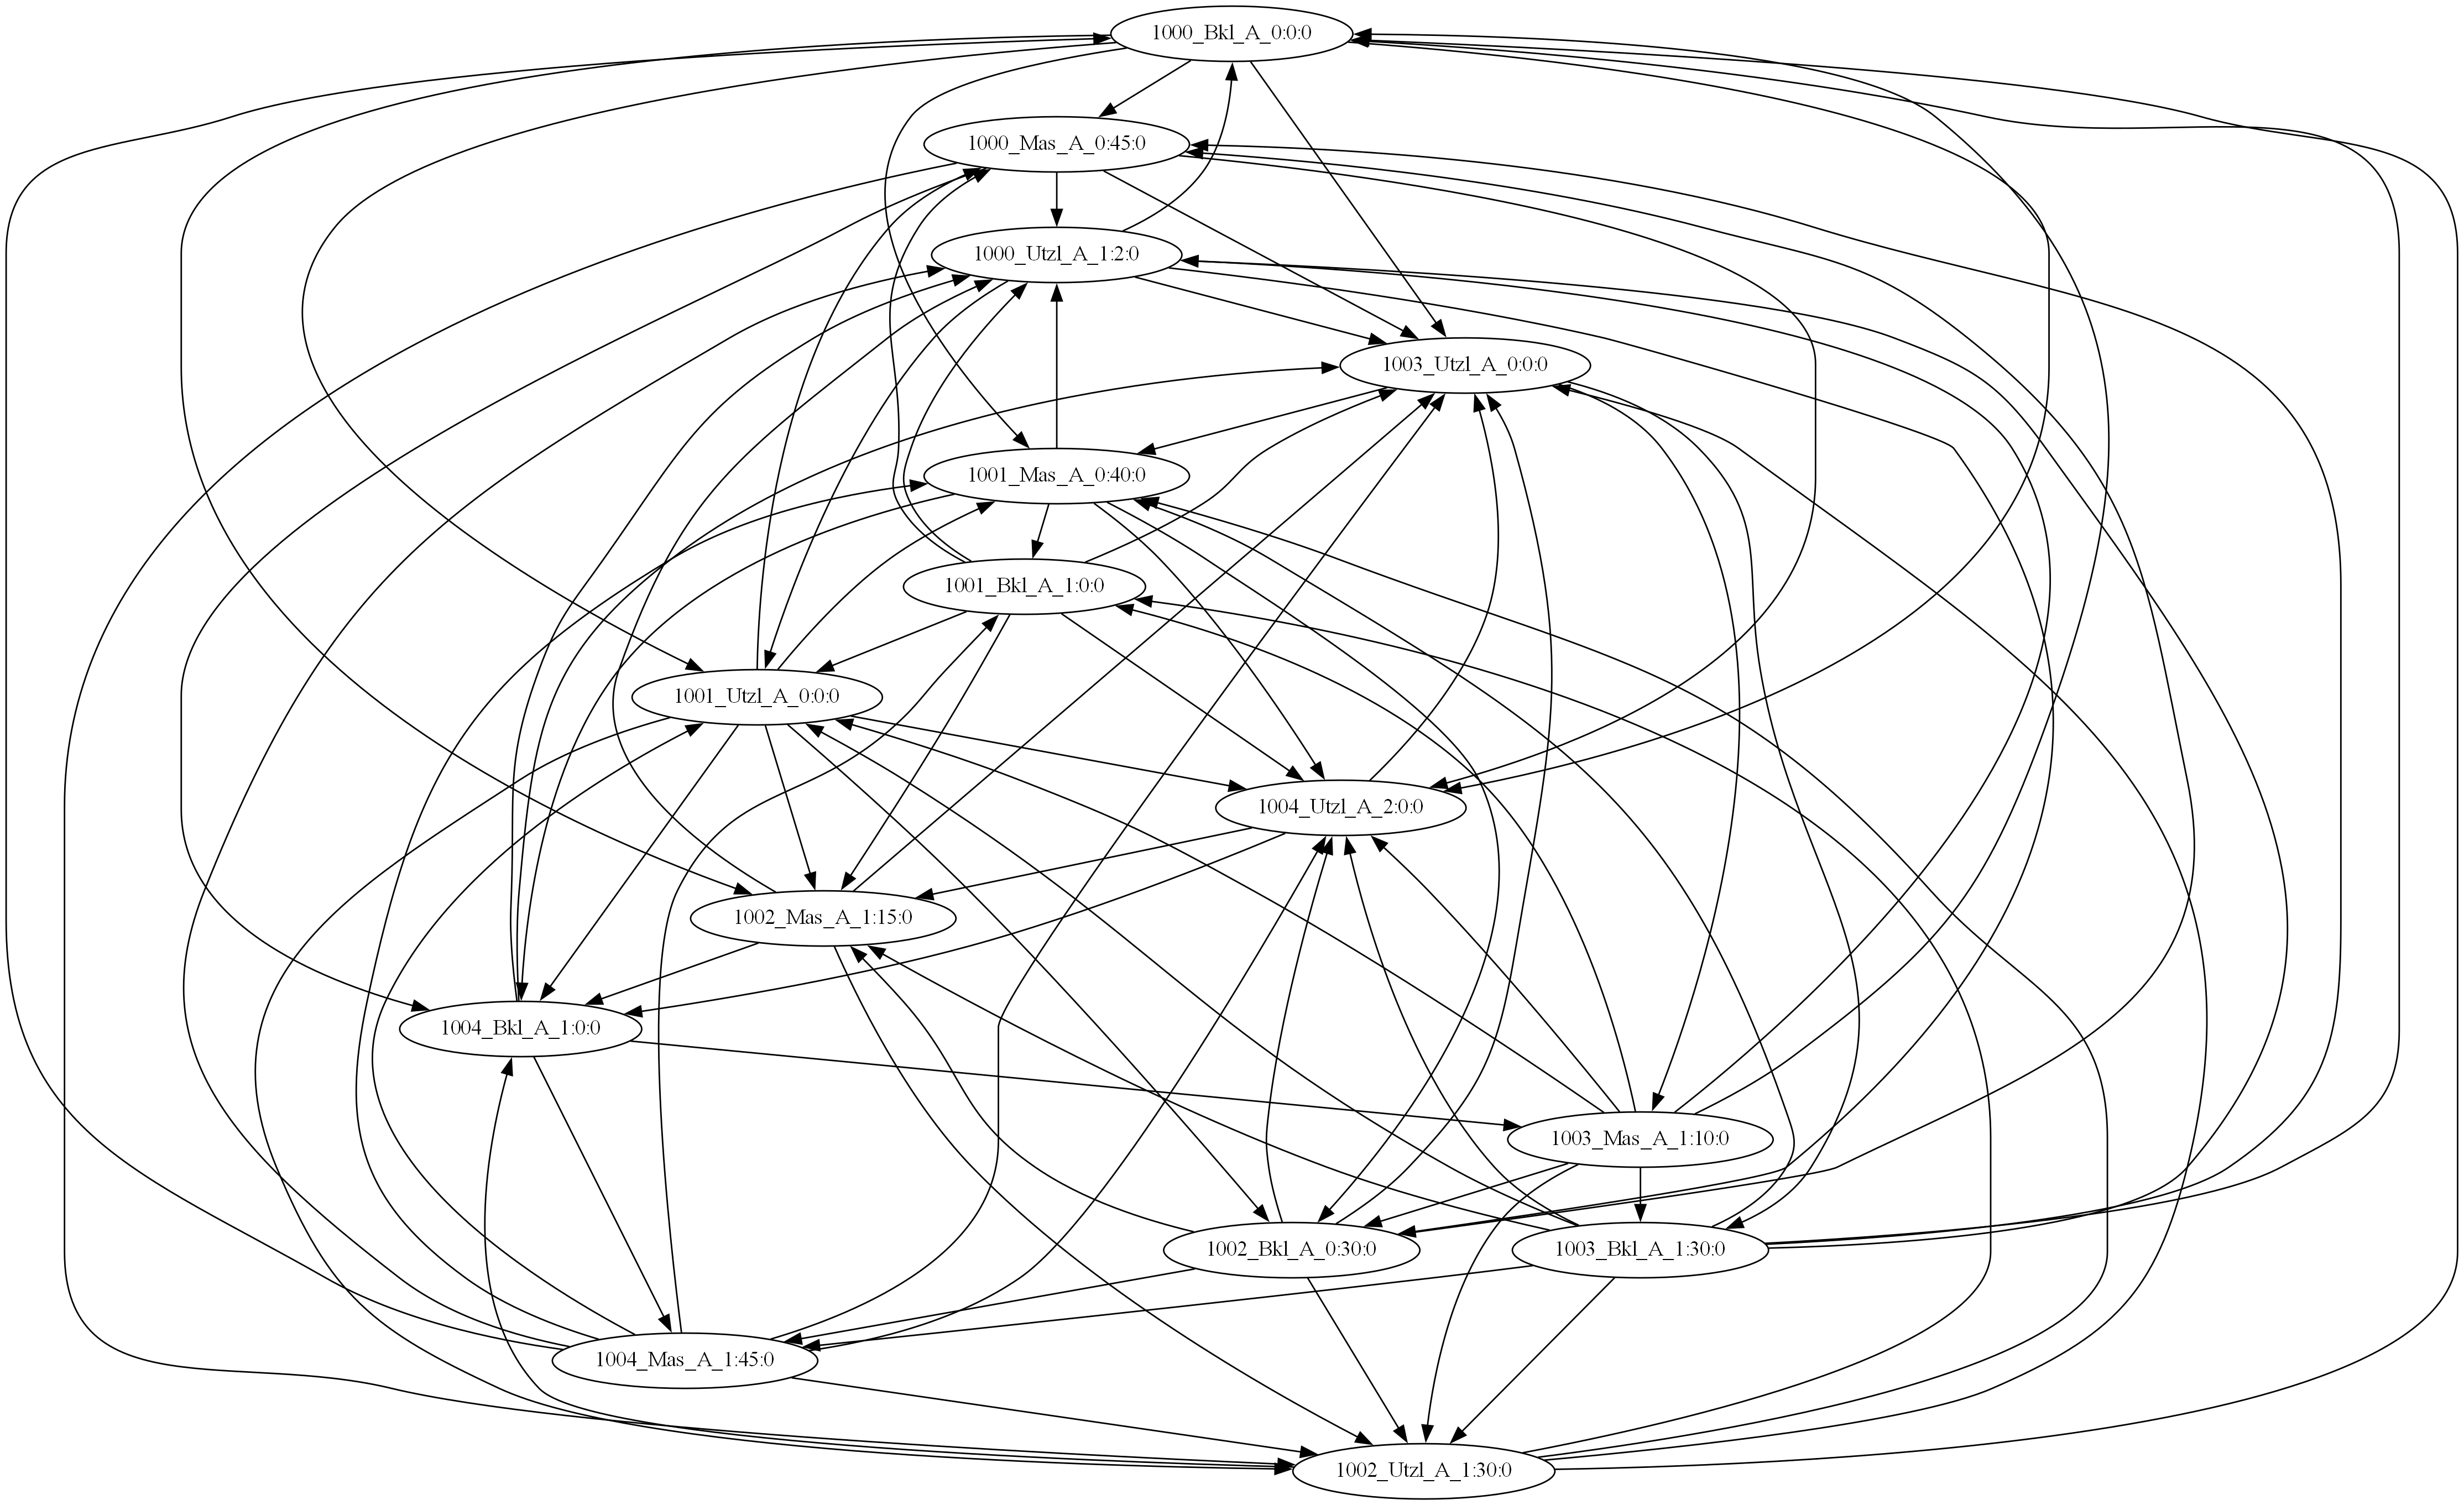 1000_Bkl_A_0:0:0
1000_Mas_A_0:45:0
1000_Utzl_A_1:2:0
1003_Utzl_A_0:0:0
1001_Mas_A_0:40:0
1001_Bkl_A_1:0:0
1001_Utzl_A_0:0:0
1004_Utzl_A_2:0:0
1002_Mas_A_1:15:0
1004_Bkl_A_1:0:0
1003_Mas_A_1:10:0
1002_Bkl_A_0:30:0
1003_Bkl_A_1:30:0
1004_Mas_A_1:45:0
1002_Utzl_A_1:30:0